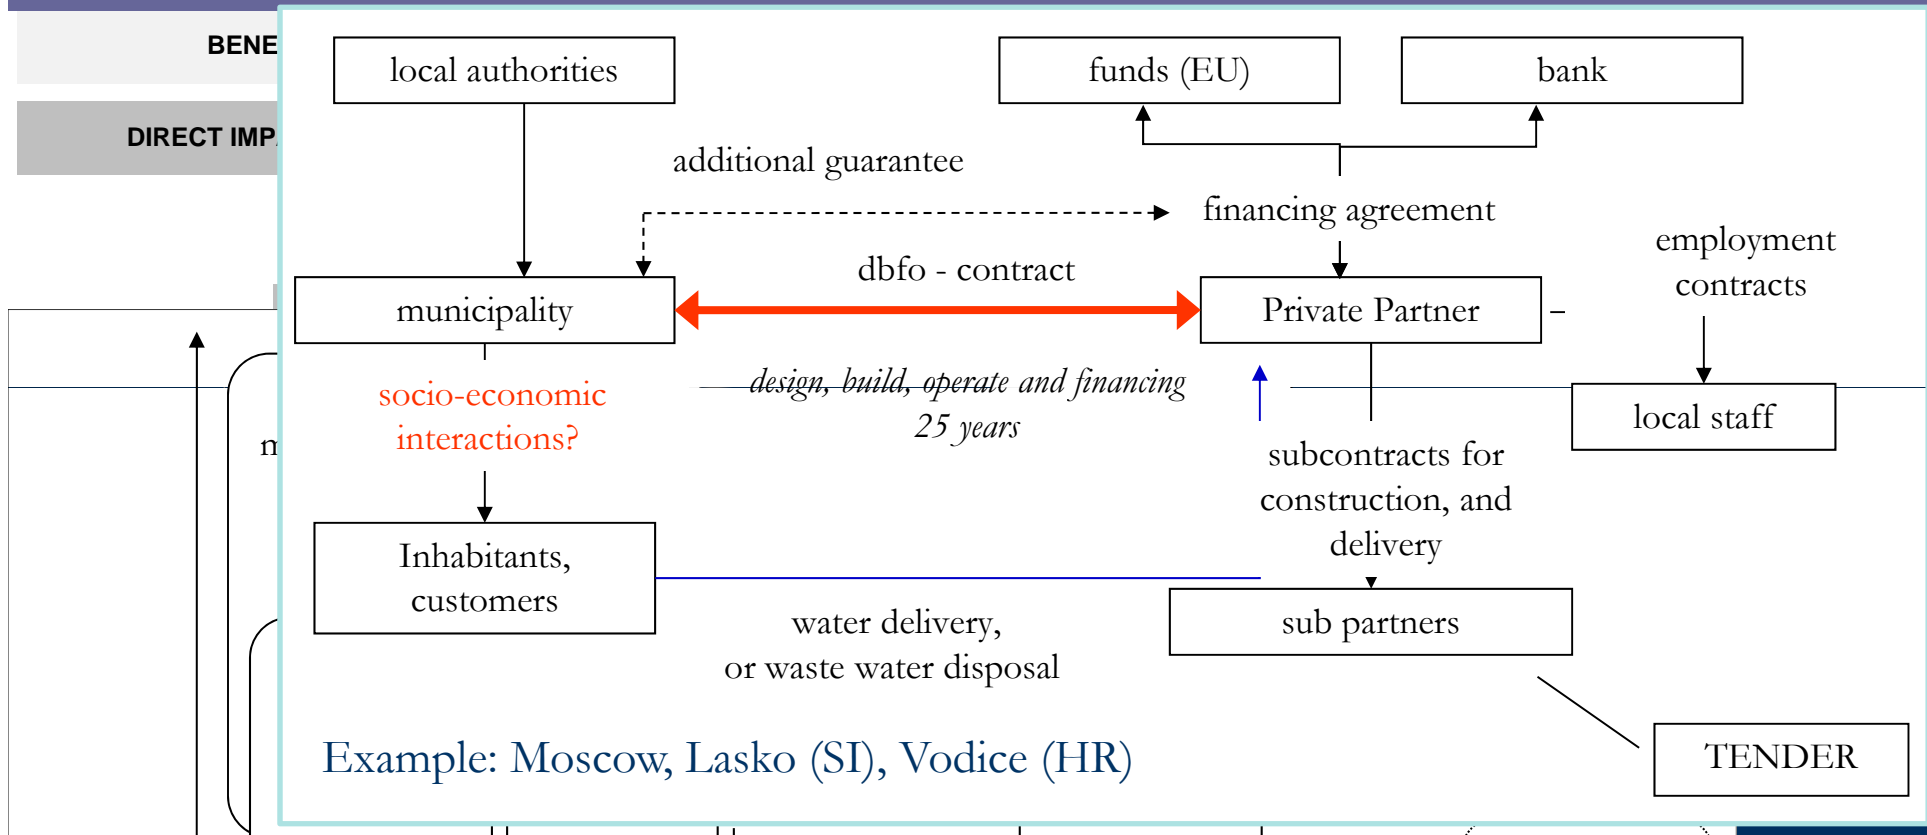 BENE
DIRECT IMP
local authorities
funds (EU)
bank
additional guarantee
financing agreement
employment
contracts
dbfo - contract
municipality
Private Partner
socio-economic
interactions?
design, build, operate and financing
25 years
local staff
subcontracts for
construction, and
delivery
Inhabitants,
customers
sub partners
water delivery,
or waste water disposal
Example: Moscow, Lasko (SI), Vodice (HR)
TENDER